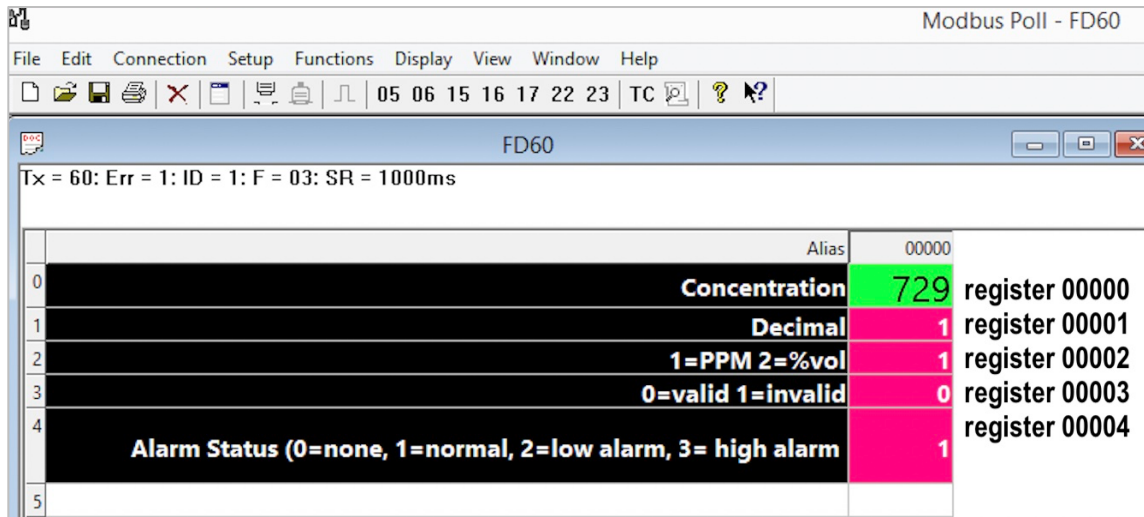 Modbus Poll - FD60
File Edit Connection Setup Functions Display View Window Help
05 06 15 16 17 22 23 TC
DOC FD60
Tx = 60: Err = 1: ID = 1: F = 03: SR = 1000ms
Alias 00000
0 Concentration 729 register 00000
1 Decimal 1 register 00001
2 1=PPM 2=%vol 1 register 00002
3 0=valid 1=invalid 0 register 00003
4 Alarm Status (0=none, 1=normal, 2=low alarm, 3= high alarm 1 register 00004
5